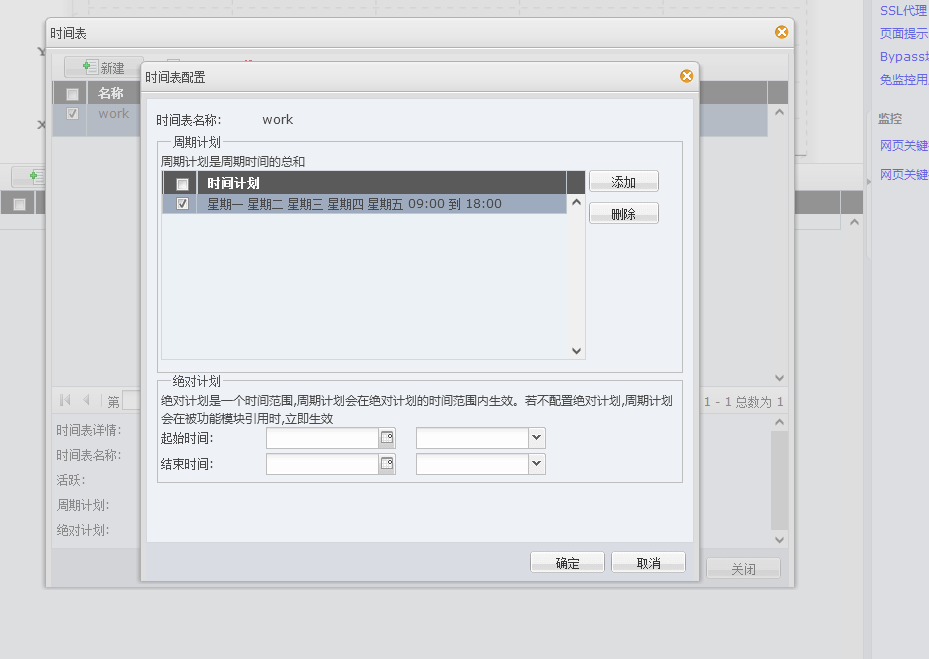 时间表
新建
名称
work
时间表配置
时间表名称: work
周期计划
周期计划是周期时间的总和
时间计划
星期一 星期二 星期三 星期四 星期五 09:00 到 18:00
添加
删除
绝对计划
绝对计划是一个时间范围,周期计划会在绝对计划的时间范围内生效。若不配置绝对计划,周期计划
会在被功能模块引用时,立即生效
起始时间:
结束时间:
确定
取消
第
1 - 1 总数为 1
时间表详情:
时间表名称:
活跃:
周期计划:
绝对计划:
关闭
SSL代理
页面提示
Bypass
免监控用
监控
网页关键
网页关键